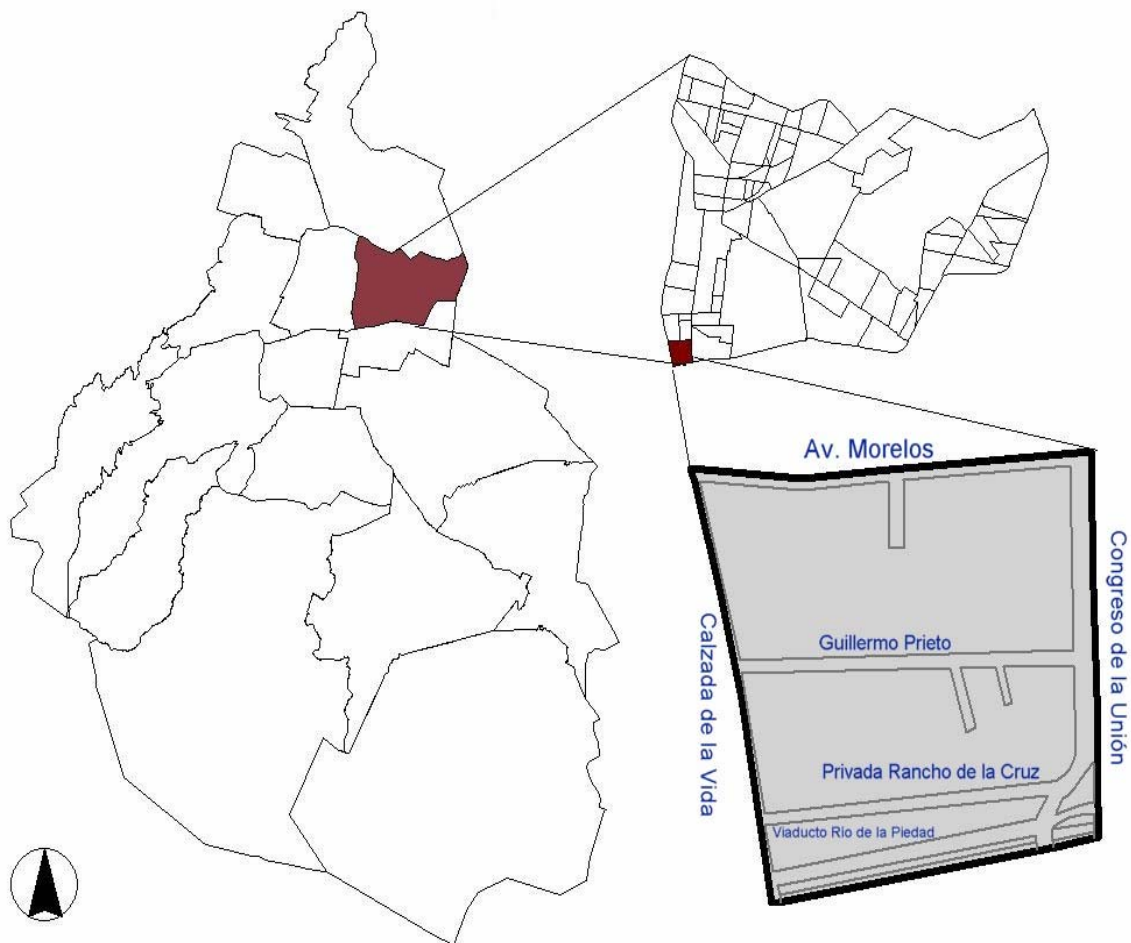 Av. Morelos
Congreso de la Unión
Calzada de la Vida
Guillermo Prieto
Privada Rancho de la Cruz
Viaducto Río de la Piedad